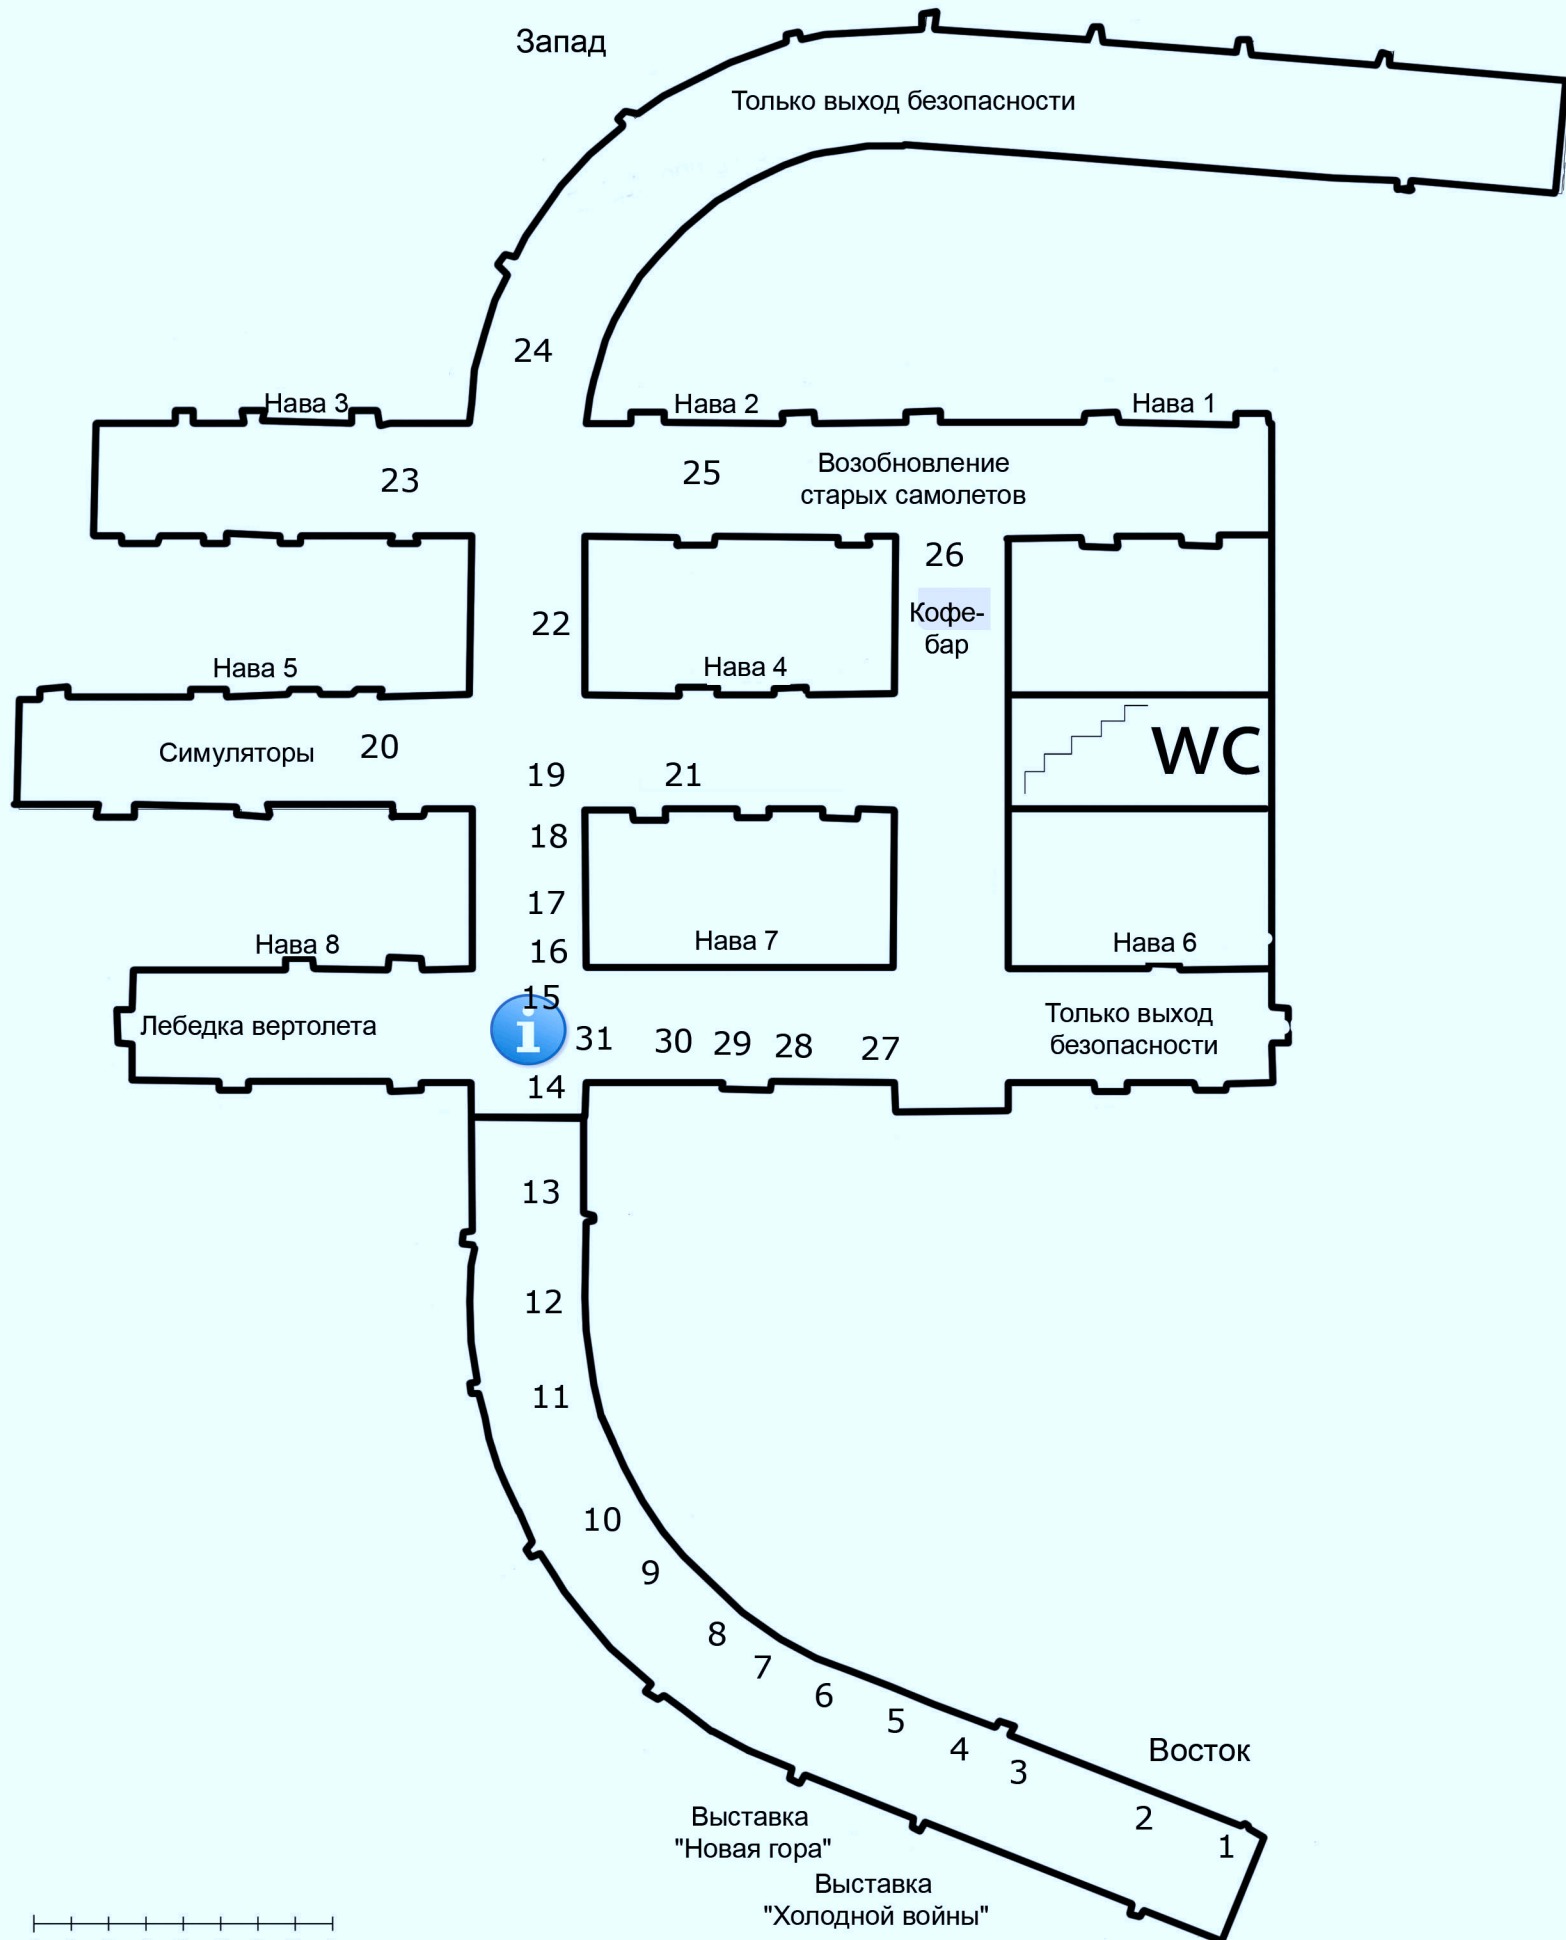 Запад
Только выход безопасности
24
Нава 3
Нава 2
Нава 1
23
25
Возобновление
старых самолетов
26
Кофе-
бар
22
Нава 5
Нава 4
Симуляторы
20
19
21
WC
18
17
16
Нава 8
Нава 7
Нава 6
15
Лебедка вертолета
i
31
30
29
28
27
Только выход
безопасности
14
13
12
11
10
9
8
7
6
5
4
3
2
1
Восток
Выставка
"Новая гора"
Выставка
"Холодной войны"